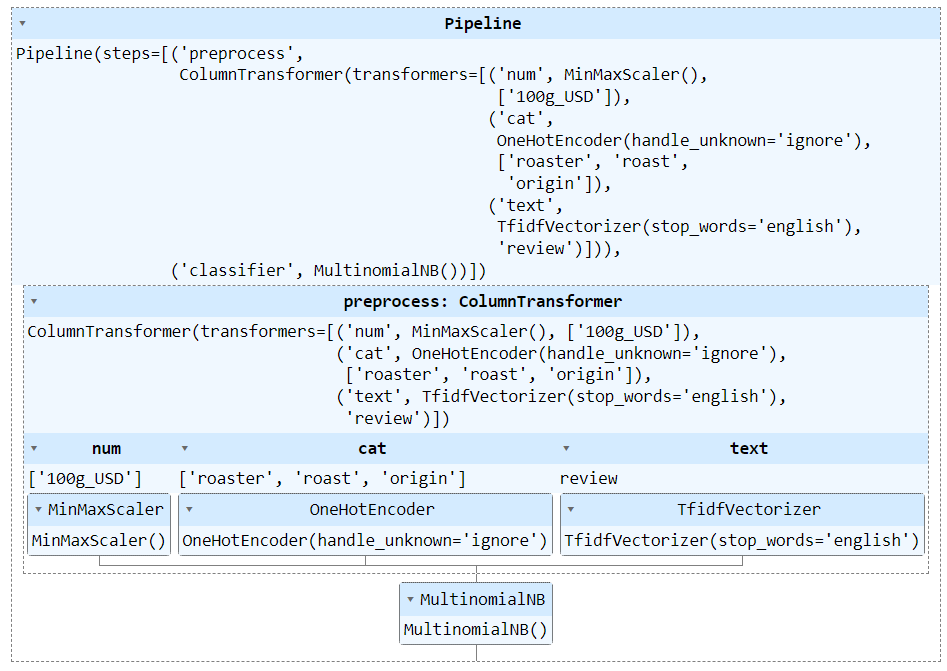 Pipeline
Pipeline(steps=[('preprocess',
ColumnTransformer(transformers=[('num', MinMaxScaler(),
['100g_USD']),
('cat',
OneHotEncoder(handle_unknown='ignore'),
['roaster', 'roast',
'origin']),
('text',
TfidfVectorizer(stop_words='english'),
'review')])),
('classifier', MultinomialNB())])
preprocess: ColumnTransformer
ColumnTransformer(transformers=[('num', MinMaxScaler(), ['100g_USD']),
('cat', OneHotEncoder(handle_unknown='ignore'),
['roaster', 'roast', 'origin']),
('text', TfidfVectorizer(stop_words='english'),
'review')])
num cat text
['100g_USD'] ['roaster', 'roast', 'origin'] review
MinMaxScaler OneHotEncoder TfidfVectorizer
MinMaxScaler() OneHotEncoder(handle_unknown='ignore') TfidfVectorizer(stop_words='english')
MultinomialNB
MultinomialNB()